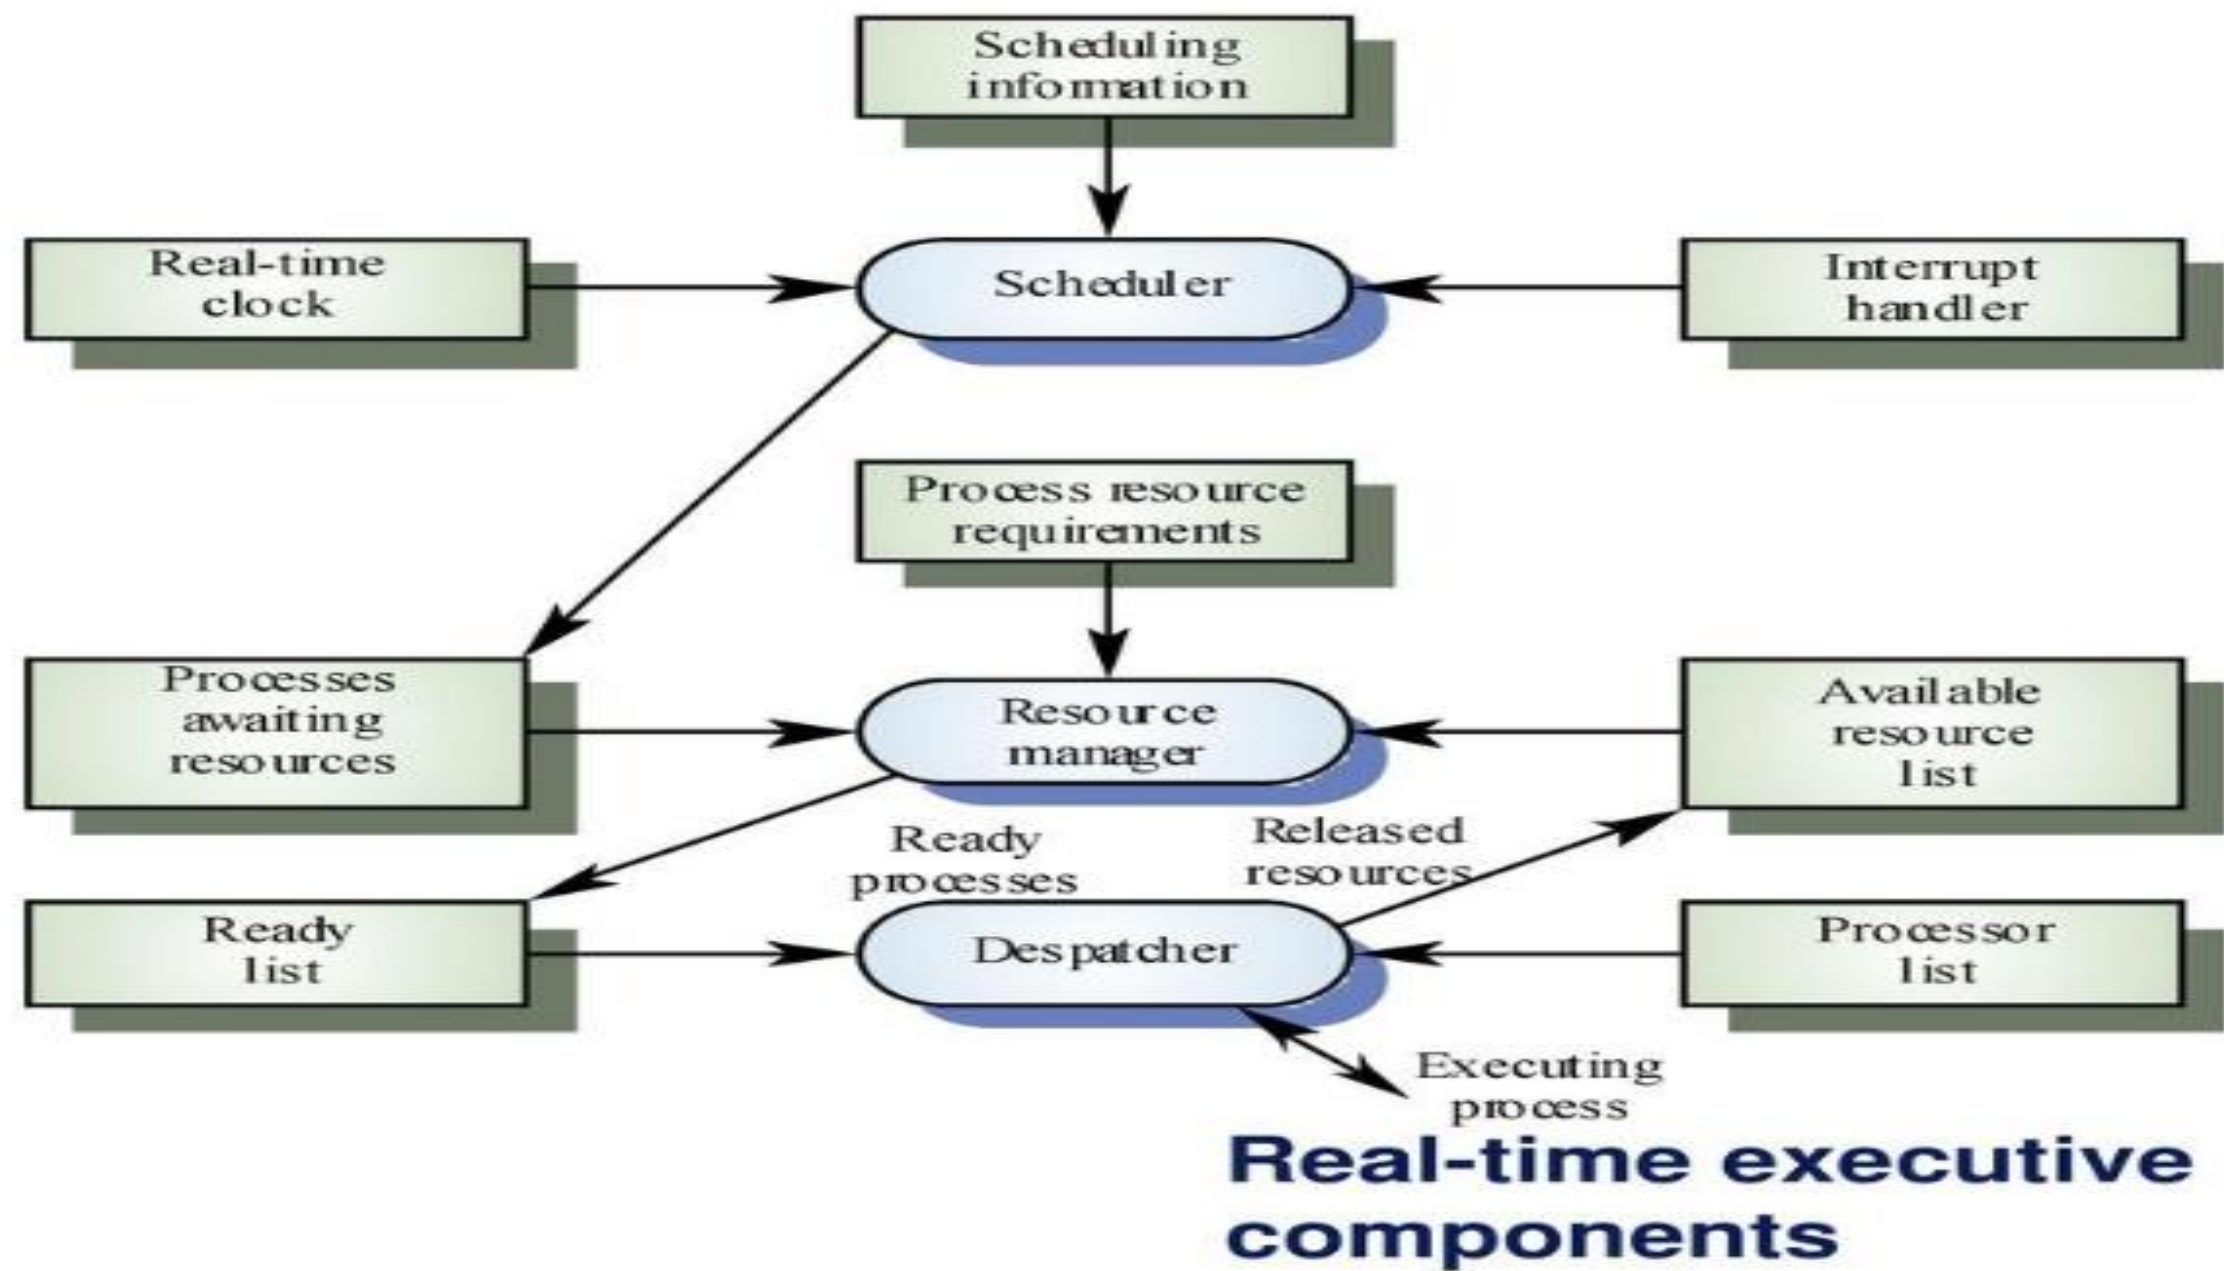 Scheduling
information
Real-time
clock
Scheduler
Interrupt
handler
Process resource
requirements
Processes
awaiting
resources
Resource
manager
Available
resource
list
Ready
processes
Released
resources
Ready
list
Despatcher
Processor
list
Executing
process
Real-time executive
components